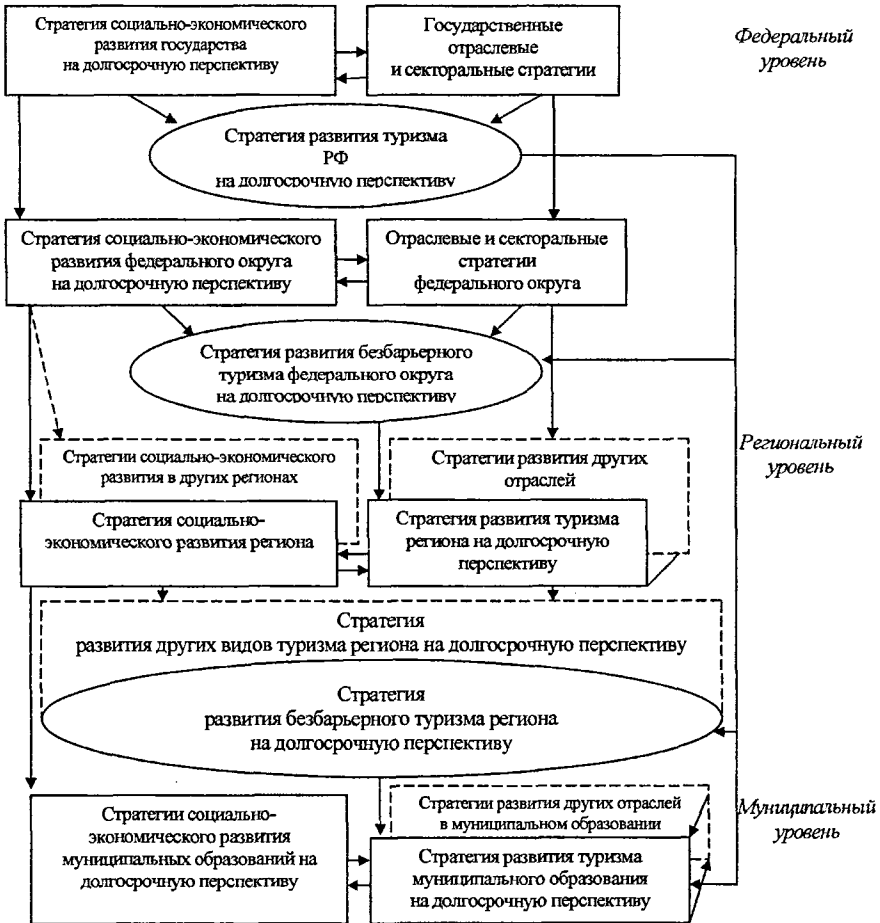 Стратегия социально-экономического
развития государства
на долгосрочную перспективу
Государственные
отраслевые
и секторальные стратегии
Федеральный
уровень
Стратегия развития туризма
РФ
на долгосрочную перспективу
Стратегия социально-экономического
развития федерального округа
на долгосрочную перспективу
Отраслевые и секторальные
стратегии
федерального округа
Стратегия развития безбарьерного
туризма федерального округа
на долгосрочную перспективу
Региональный
уровень
Стратегии социально-экономического
развития в других регионах
Стратегии развития других
отраслей
Стратегия социально-
экономического развития региона
Стратегия развития туризма
региона на долгосрочную
перспективу
Стратегия
развития других видов туризма региона на долгосрочную перспективу
Стратегия
развития безбарьерного туризма региона
на долгосрочную перспективу
Муниципальный
уровень
Стратегии социально-
экономического развития
муниципальных образований на
долгосрочную перспективу
Стратегии развития других отраслей
в муниципальном образовании
Стратегия развития туризма
муниципального образования
на долгосрочную перспективу